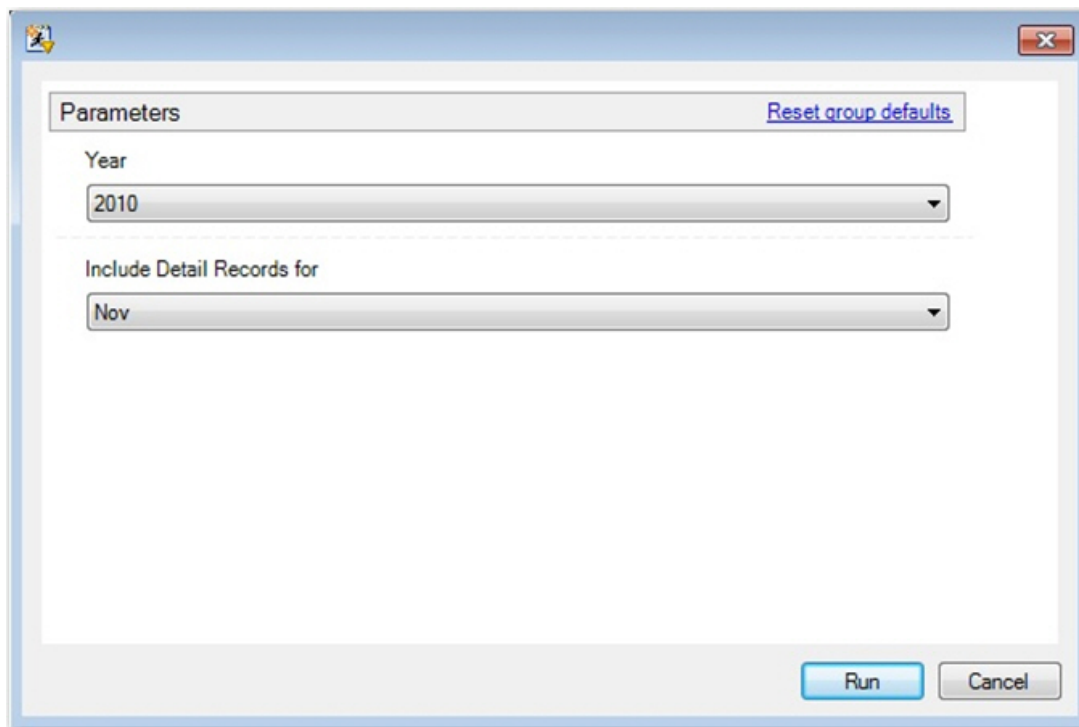 Parameters Reset group defaults
Year
2010
Include Detail Records for
Nov
Run Cancel